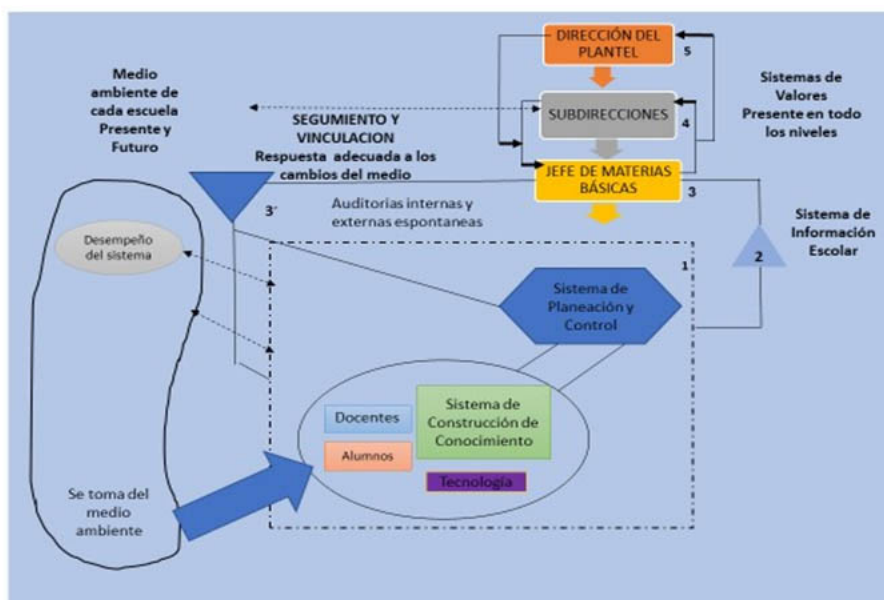 DIRECCIÓN DEL
PLANTEL
5
Medio
ambiente de
cada escuela
Presente y
Futuro
Sistemas de
Valores
Presente en todo
los niveles
SUBDIRECCIONES
4
SEGUMIENTO Y
VINCULACION
Respuesta adecuada a los
cambios del medio
JEFE DE MATERIAS
BÁSICAS
3
3´
Auditorias internas y
externas espontaneas
Sistema de
Información
Escolar
2
Desempeño
del sistema
1
Sistema de
Planeación y
Control
Docentes
Sistema de
Construcción de
Conocimiento
Alumnos
Tecnología
Se toma del
medio
ambiente